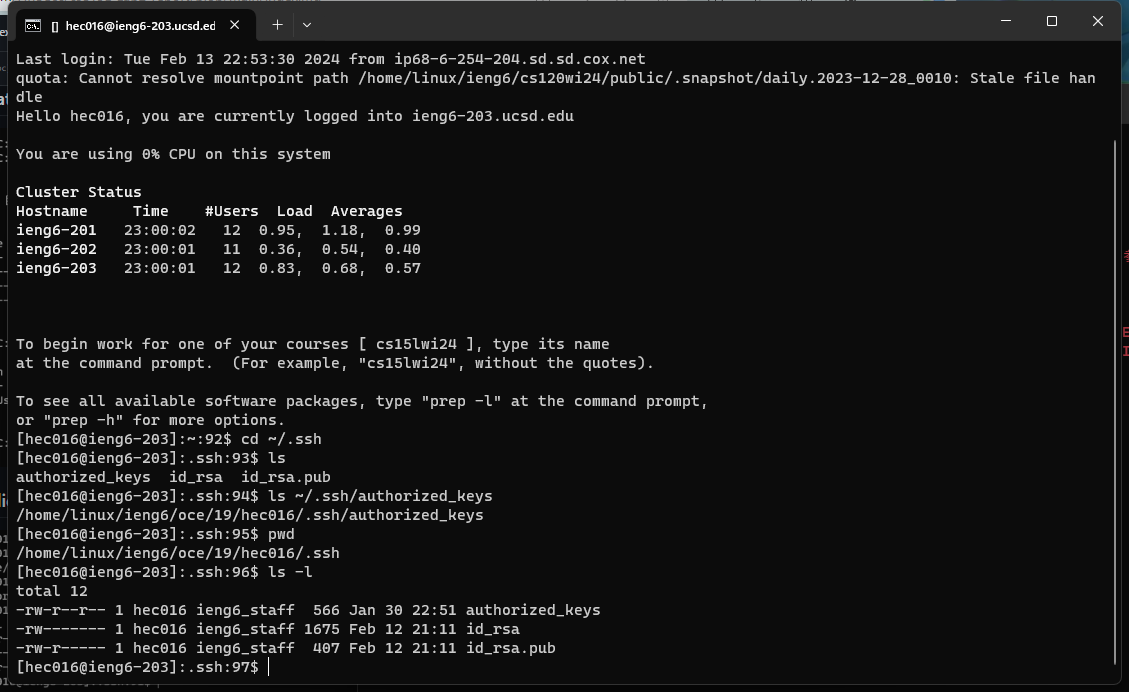 [] hec016@ieng6-203.ucsd.ed
Last login: Tue Feb 13 22:53:30 2024 from ip68-6-254-204.sd.sd.cox.net
quota: Cannot resolve mountpoint path /home/linux/ieng6/cs120wi24/public/.snapshot/daily.2023-12-28_0010: Stale file han
dle
Hello hec016, you are currently logged into ieng6-203.ucsd.edu
You are using 0% CPU on this system
Cluster Status
Hostname     Time    #Users  Load  Averages
ieng6-201   23:00:02   12  0.95,  1.18,  0.99
ieng6-202   23:00:01   11  0.36,  0.54,  0.40
ieng6-203   23:00:01   12  0.83,  0.68,  0.57
To begin work for one of your courses [ cs15lwi24 ], type its name
at the command prompt.  (For example, "cs15lwi24", without the quotes).
To see all available software packages, type "prep -l" at the command prompt,
or "prep -h" for more options.
[hec016@ieng6-203]:~:92$ cd ~/.ssh
[hec016@ieng6-203]:.ssh:93$ ls
authorized_keys  id_rsa  id_rsa.pub
[hec016@ieng6-203]:.ssh:94$ ls ~/.ssh/authorized_keys
/home/linux/ieng6/oce/19/hec016/.ssh/authorized_keys
[hec016@ieng6-203]:.ssh:95$ pwd
/home/linux/ieng6/oce/19/hec016/.ssh
[hec016@ieng6-203]:.ssh:96$ ls -l
total 12
-rw-r--r-- 1 hec016 ieng6_staff  566 Jan 30 22:51 authorized_keys
-rw------- 1 hec016 ieng6_staff 1675 Feb 12 21:11 id_rsa
-rw-r----- 1 hec016 ieng6_staff  407 Feb 12 21:11 id_rsa.pub
[hec016@ieng6-203]:.ssh:97$